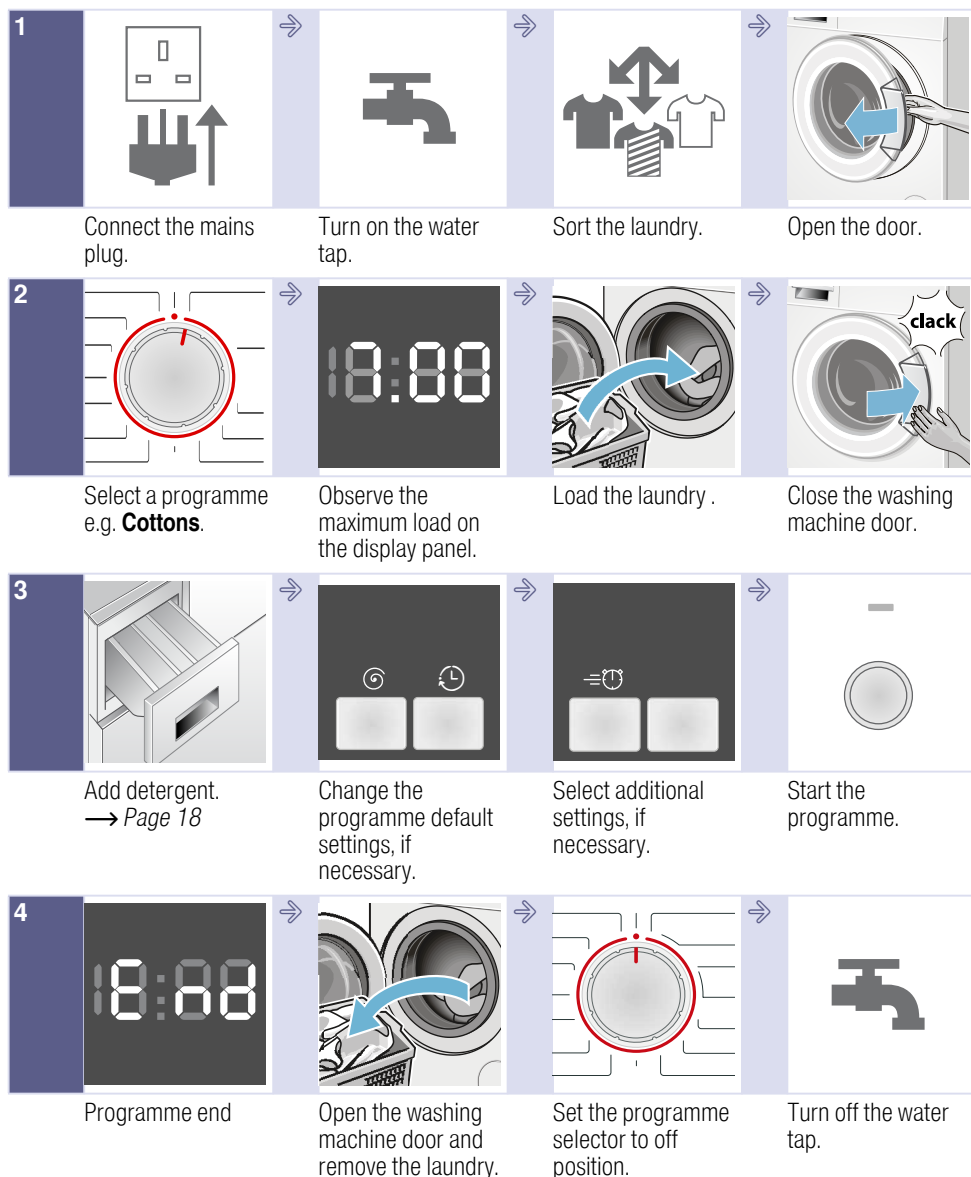 1
Connect the mains
plug.
Turn on the water
tap.
Sort the laundry.
Open the door.
2
7.00
clack
Select a programme
e.g. Cottons.
Observe the
maximum load on
the display panel.
Load the laundry .
Close the washing
machine door.
3
Add detergent.
⟶ Page 18
Change the
programme default
settings, if
necessary.
Select additional
settings, if
necessary.
Start the
programme.
4
End
Programme end
Open the washing
machine door and
remove the laundry.
Set the programme
selector to off
position.
Turn off the water
tap.